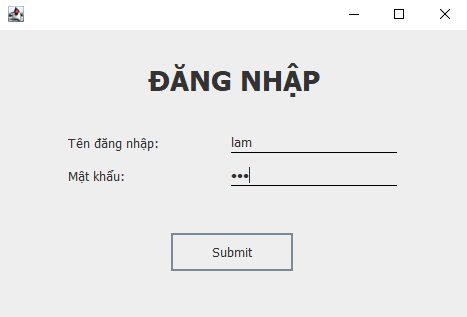 ĐĂNG NHẬP
Tên đăng nhập: lam
Mật khẩu: •••
Submit